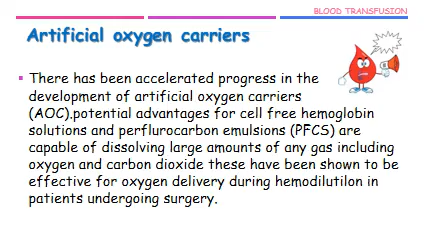 BLOOD TRANSFUSION
Artificial oxygen carriers
There has been accelerated progress in the
development of artificial oxygen carriers
(AOC).potential advantages for cell free hemoglobin
solutions and perflurocarbon emulsions (PFCS) are
capable of dissolving large amounts of any gas including
oxygen and carbon dioxide these have been shown to be
effective for oxygen delivery during hemodilutiln in
patients undergoing surgery.